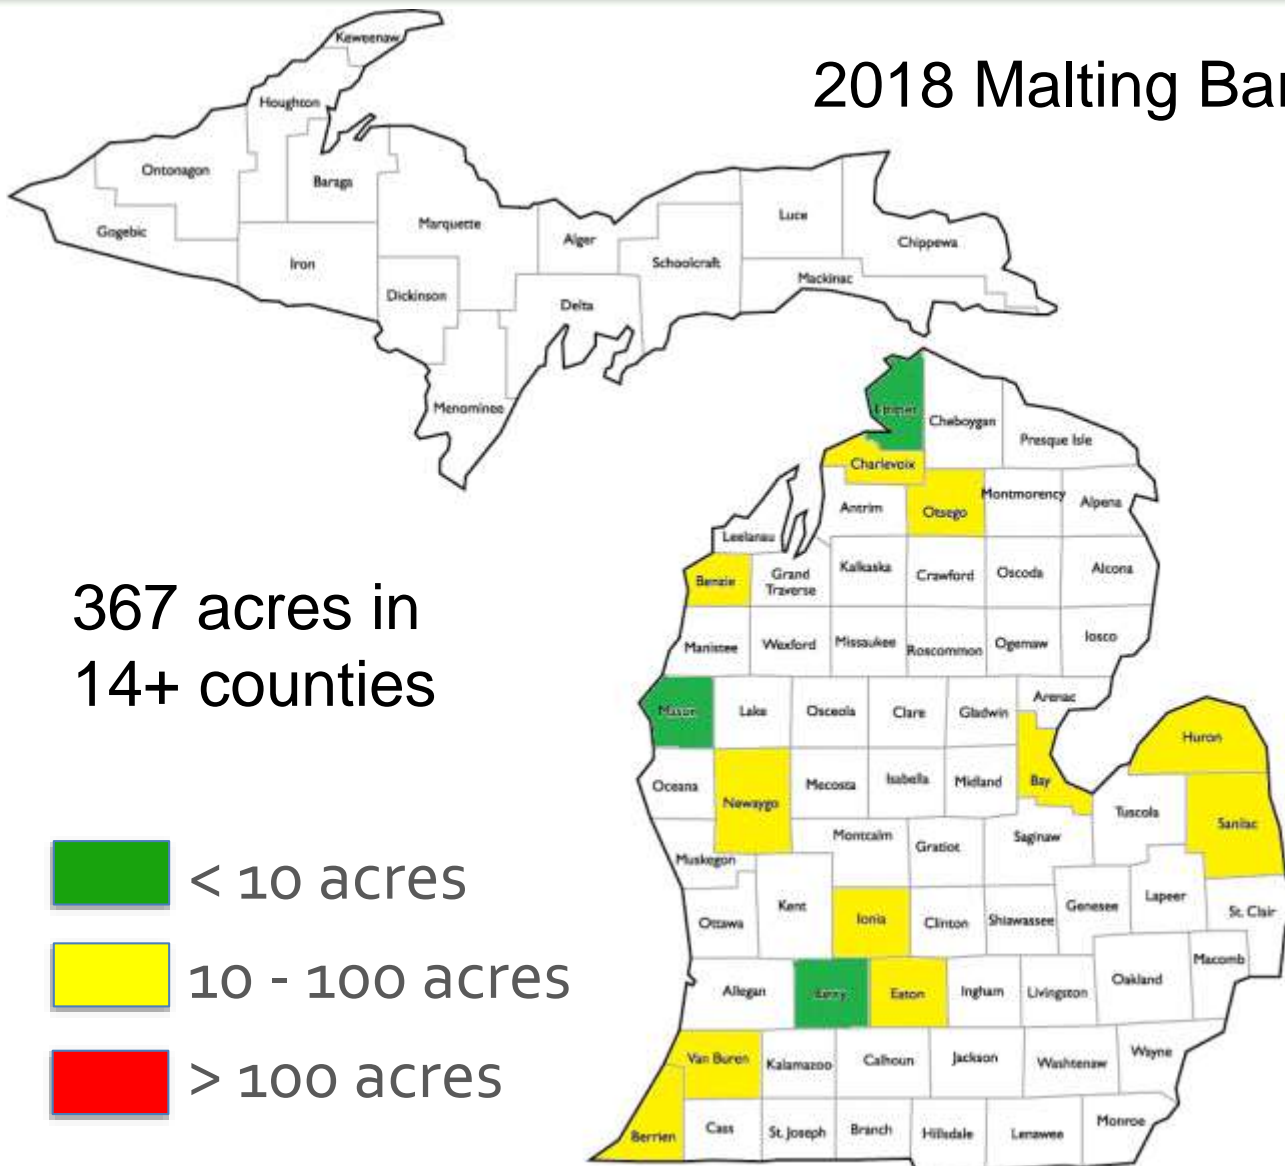 2018 Malting Bar
Keweenaw
Houghton
Ontonagon
Baraga
Gogebic
Marquette
Iron
Alger
Luce
Chippewa
Schoolcraft
Mackinac
Dickinson
Delta
Menominee
Emmet
Cheboygan
Presque Isle
Charlevoix
Antrim
Otsego
Montmorency
Alpena
Leelanau
Benzie
Grand
Traverse
Kalkaska
Crawford
Oscoda
Alcona
Manistee
Wexford
Missaukee
Roscommon
Ogemaw
Iosco
367 acres in
14+ counties
Mason
Lake
Osceola
Clare
Gladwin
Arenac
Huron
Oceana
Newaygo
Mecosta
Isabella
Midland
Bay
Tuscola
Sanilac
Muskegon
Montcalm
Gratiot
Saginaw
Ottawa
Kent
Ionia
Clinton
Shiawassee
Genesee
Lapeer
St. Clair
Allegan
Barry
Eaton
Ingham
Livingston
Oakland
Macomb
Van Buren
Kalamazoo
Calhoun
Jackson
Washtenaw
Wayne
Berrien
Cass
St. Joseph
Branch
Hillsdale
Lenawee
Monroe
< 10 acres
10 - 100 acres
> 100 acres